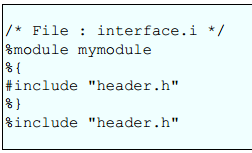 /* File : interface.i */
%module mymodule
%{
#include "header.h"
%}
%include "header.h"